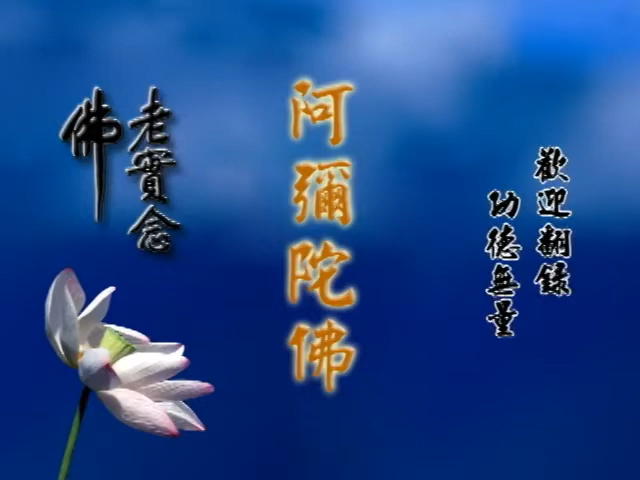 歡迎翻錄
功德無量
阿彌陀佛
老實念
佛